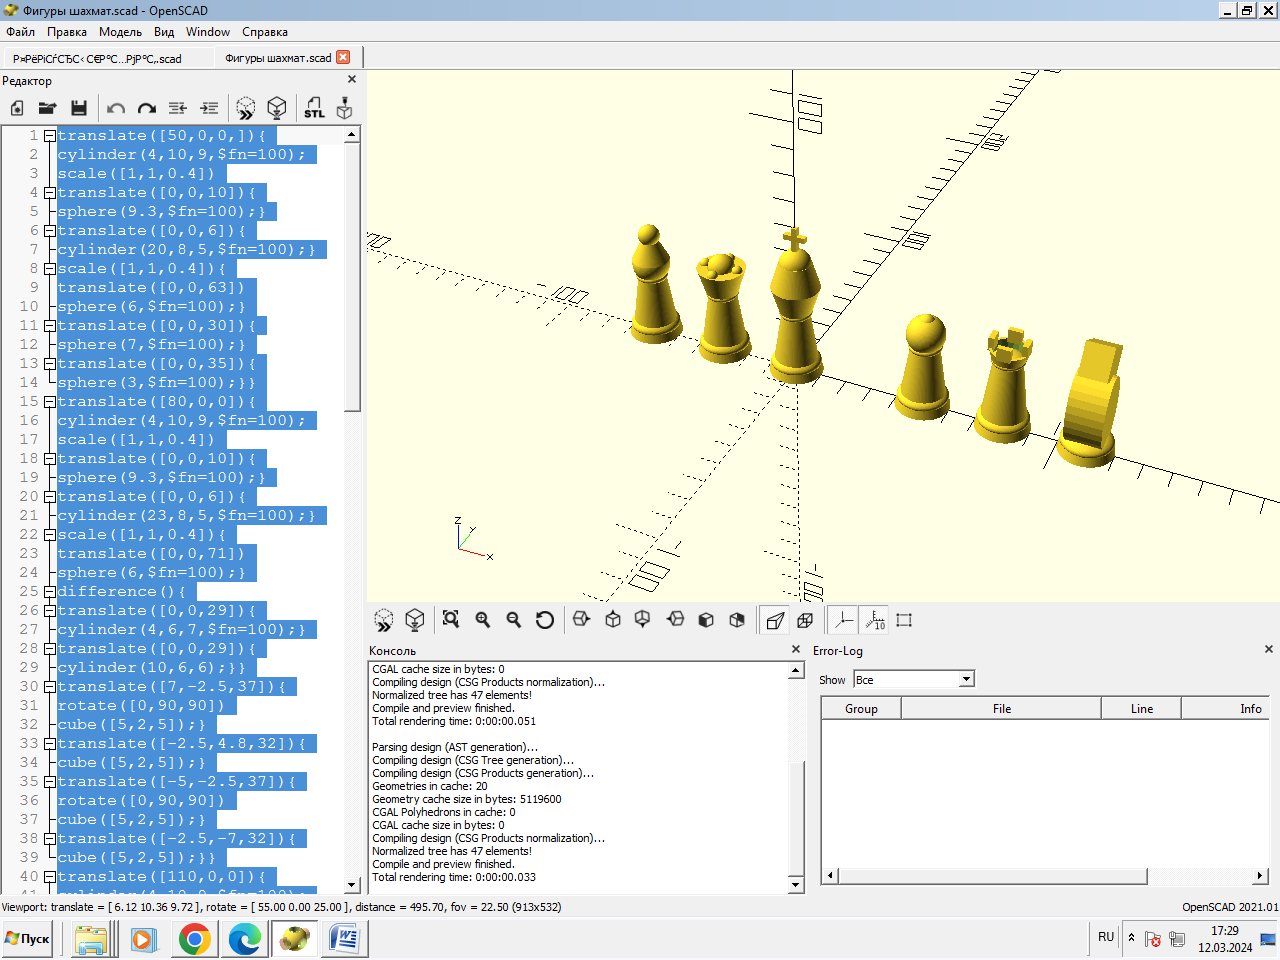 Фигуры шахмат.scad - OpenSCAD
Файл Правка Модель Вид Window Справка
Фигуры шахмат.scad
Редактор
STL
1 translate([50,0,0,]){
2 cylinder(4,10,9,$fn=100);
3 scale([1,1,0.4])
4 translate([0,0,10]){
5 sphere(9.3,$fn=100);}
6 translate([0,0,6]){
7 cylinder(20,8,5,$fn=100);}
8 scale([1,1,0.4]){
9 translate([0,0,63])
10 sphere(6,$fn=100);}
11 translate([0,0,30]){
12 sphere(7,$fn=100);}
13 translate([0,0,35]){
14 sphere(3,$fn=100);}}
15 translate([80,0,0]){
16 cylinder(4,10,9,$fn=100);
17 scale([1,1,0.4])
18 translate([0,0,10]){
19 sphere(9.3,$fn=100);}
20 translate([0,0,6]){
21 cylinder(23,8,5,$fn=100);}
22 scale([1,1,0.4]){
23 translate([0,0,71])
24 sphere(6,$fn=100);}
25 difference(){
26 translate([0,0,29]){
27 cylinder(4,6,7,$fn=100);}
28 translate([0,0,29]){
29 cylinder(10,6,6);}}
30 translate([7,-2.5,37]){
31 rotate([0,90,90])
32 cube([5,2,5]);}
33 translate([-2.5,4.8,32]){
34 cube([5,2,5]);}
35 translate([-5,-2.5,37]){
36 rotate([0,90,90])
37 cube([5,2,5]);}
38 translate([-2.5,-7,32]){
39 cube([5,2,5]);}}
40 translate([110,0,0]){
41 cylinder(4,10,9,$fn=100);
Z
Y
X
10
Консоль
CGAL cache size in bytes: 0
Compiling design (CSG Products normalization)...
Normalized tree has 47 elements!
Compile and preview finished.
Total rendering time: 0:00:00.051
Parsing design (AST generation)...
Compiling design (CSG Tree generation)...
Compiling design (CSG Products generation)...
Geometries in cache: 20
Geometry cache size in bytes: 5119600
CGAL Polyhedrons in cache: 0
CGAL cache size in bytes: 0
Compiling design (CSG Products normalization)...
Normalized tree has 47 elements!
Compile and preview finished.
Total rendering time: 0:00:00.033
Error-Log
Show Все
Group File Line Info
Viewport: translate = [ 6.12 10.36 9.72 ], rotate = [ 55.00 0.00 25.00 ], distance = 495.70, fov = 22.50 (913x532)
OpenSCAD 2021.01
Пуск
RU
17:29
12.03.2024